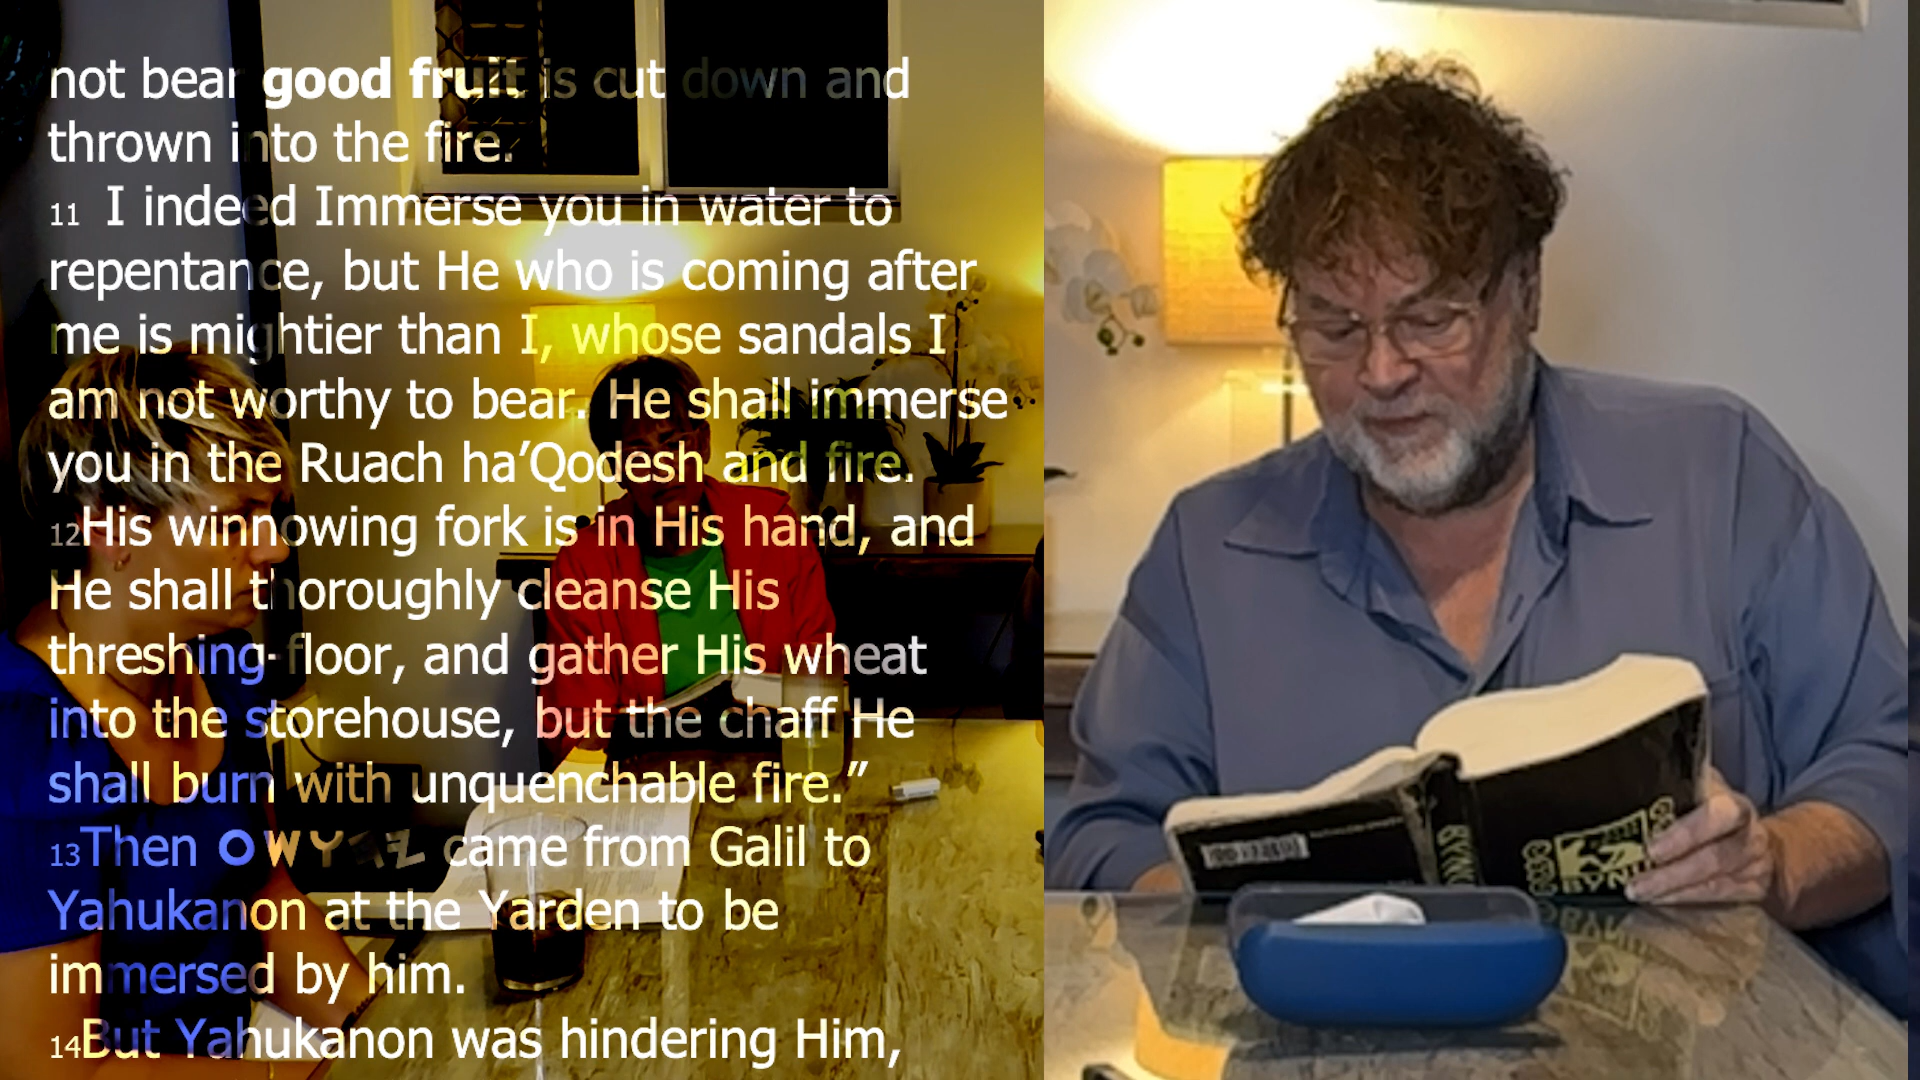 not bear good fruit is cut down and
thrown into the fire.
11 I indeed Immerse you in water to
repentance, but He who is coming after
me is mightier than I, whose sandals I
am not worthy to bear. He shall immerse
you in the Ruach ha’Qodesh and fire.
12His winnowing fork is in His hand, and
He shall thoroughly cleanse His
threshing-floor, and gather His wheat
into the storehouse, but the chaff He
shall burn with unquenchable fire.”
13Then came from Galil to
Yahukanon at the Yarden to be
immersed by him.
14But Yahukanon was hindering Him,